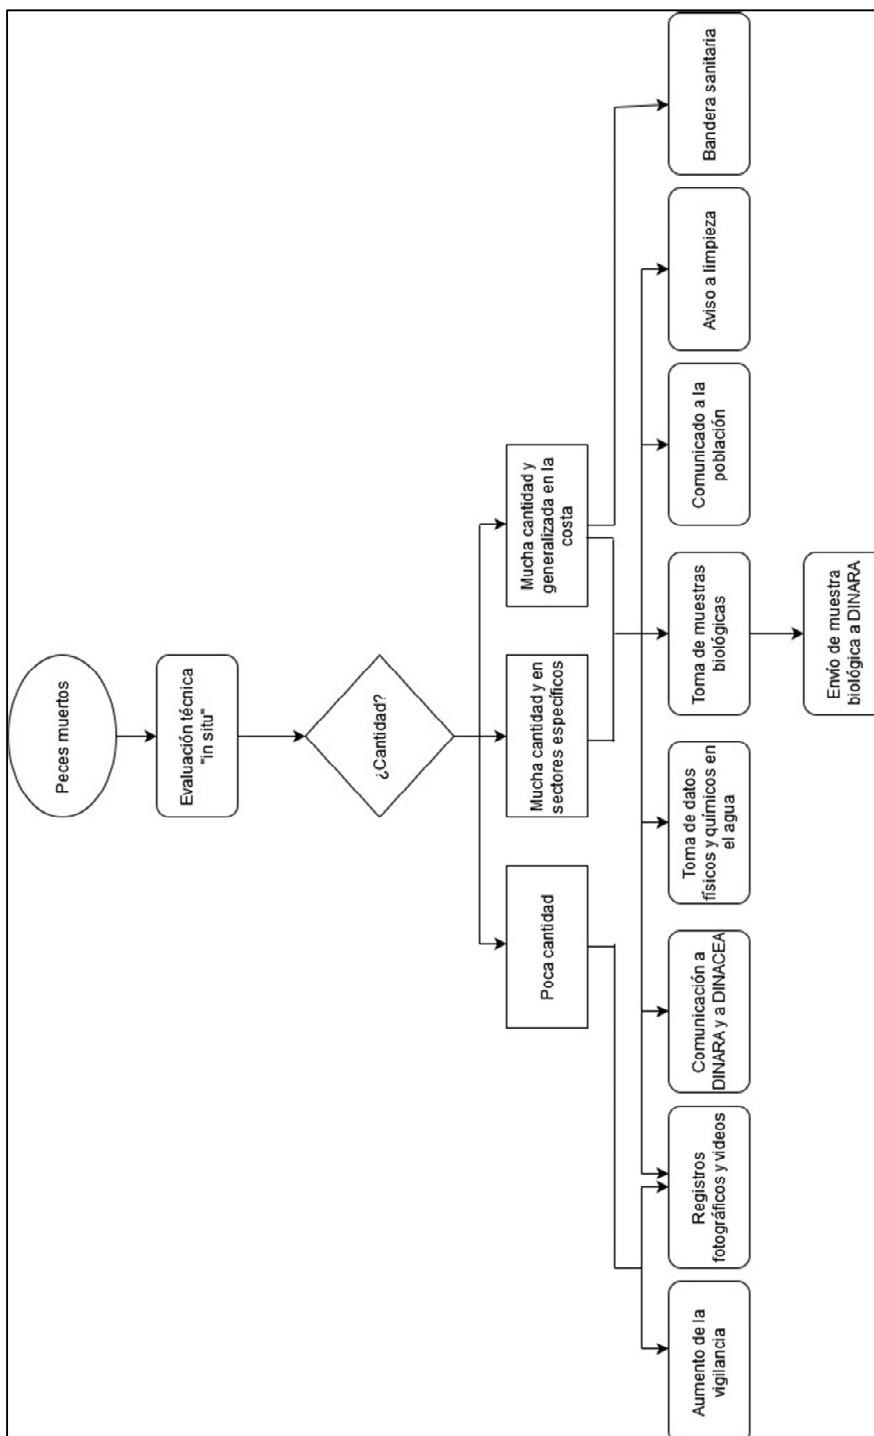 Peces muertos
Evaluación técnica
"in situ"
¿Cantidad?
Poca cantidad
Mucha cantidad y en
sectores específicos
Mucha cantidad y
generalizada en la
costa
Aumento de la
vigilancia
Registros
fotográficos y videos
Comunicación a
DINARA y a DINACEA
Toma de datos
físicos y químicos en
el agua
Toma de muestras
biológicas
Comunicado a la
población
Aviso a limpieza
Bandera sanitaria
Envío de muestra
biológica a DINARA